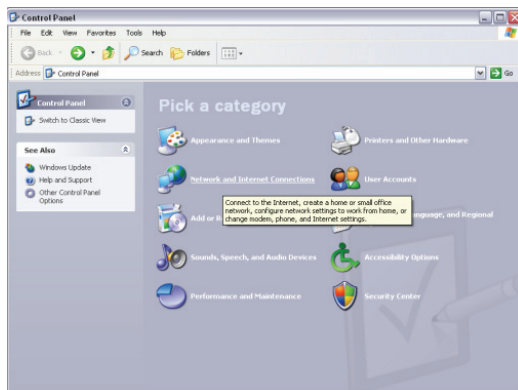 Control Panel
File Edit View Favorites Tools Help
Back Search Folders
Address Control Panel Go
Control Panel
Switch to Classic View
See Also
Windows Update
Help and Support
Other Control Panel
Options
Pick a category
Appearance and Themes
Printers and Other Hardware
Network and Internet Connections
User Accounts
Connect to the Internet, create a home or small office
network, configure network settings to work from home, or
change modem, phone, and Internet settings.
Add or
Language, and Regional
Sounds, Speech, and Audio Devices
Accessibility Options
Performance and Maintenance
Security Center